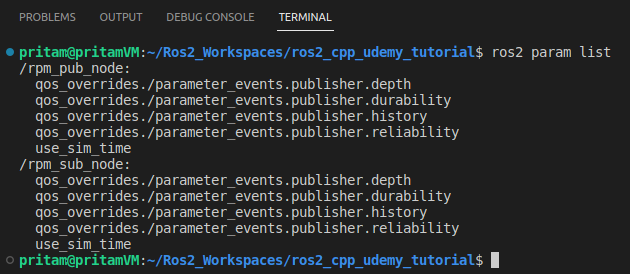 PROBLEMS OUTPUT DEBUG CONSOLE TERMINAL
pritam@pritamVM:~/Ros2_Workspaces/ros2_cpp_udemy_tutorial$ ros2 param list
/rpm_pub_node:
  qos_overrides./parameter_events.publisher.depth
  qos_overrides./parameter_events.publisher.durability
  qos_overrides./parameter_events.publisher.history
  qos_overrides./parameter_events.publisher.reliability
  use_sim_time
/rpm_sub_node:
  qos_overrides./parameter_events.publisher.depth
  qos_overrides./parameter_events.publisher.durability
  qos_overrides./parameter_events.publisher.history
  qos_overrides./parameter_events.publisher.reliability
  use_sim_time
pritam@pritamVM:~/Ros2_Workspaces/ros2_cpp_udemy_tutorial$